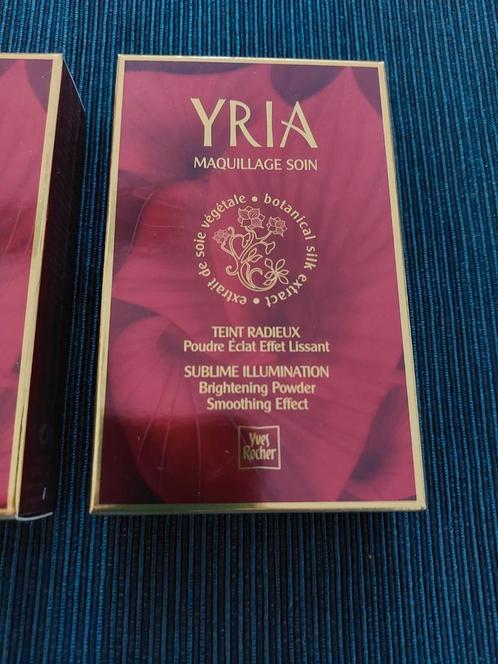 YRIA
MAQUILLAGE SOIN
extrait de soie végétale • botanical silk extract •
TEINT RADIEUX
Poudre Éclat Effet Lissant
SUBLIME ILLUMINATION
Brightening Powder
Smoothing Effect
Yves
Rocher